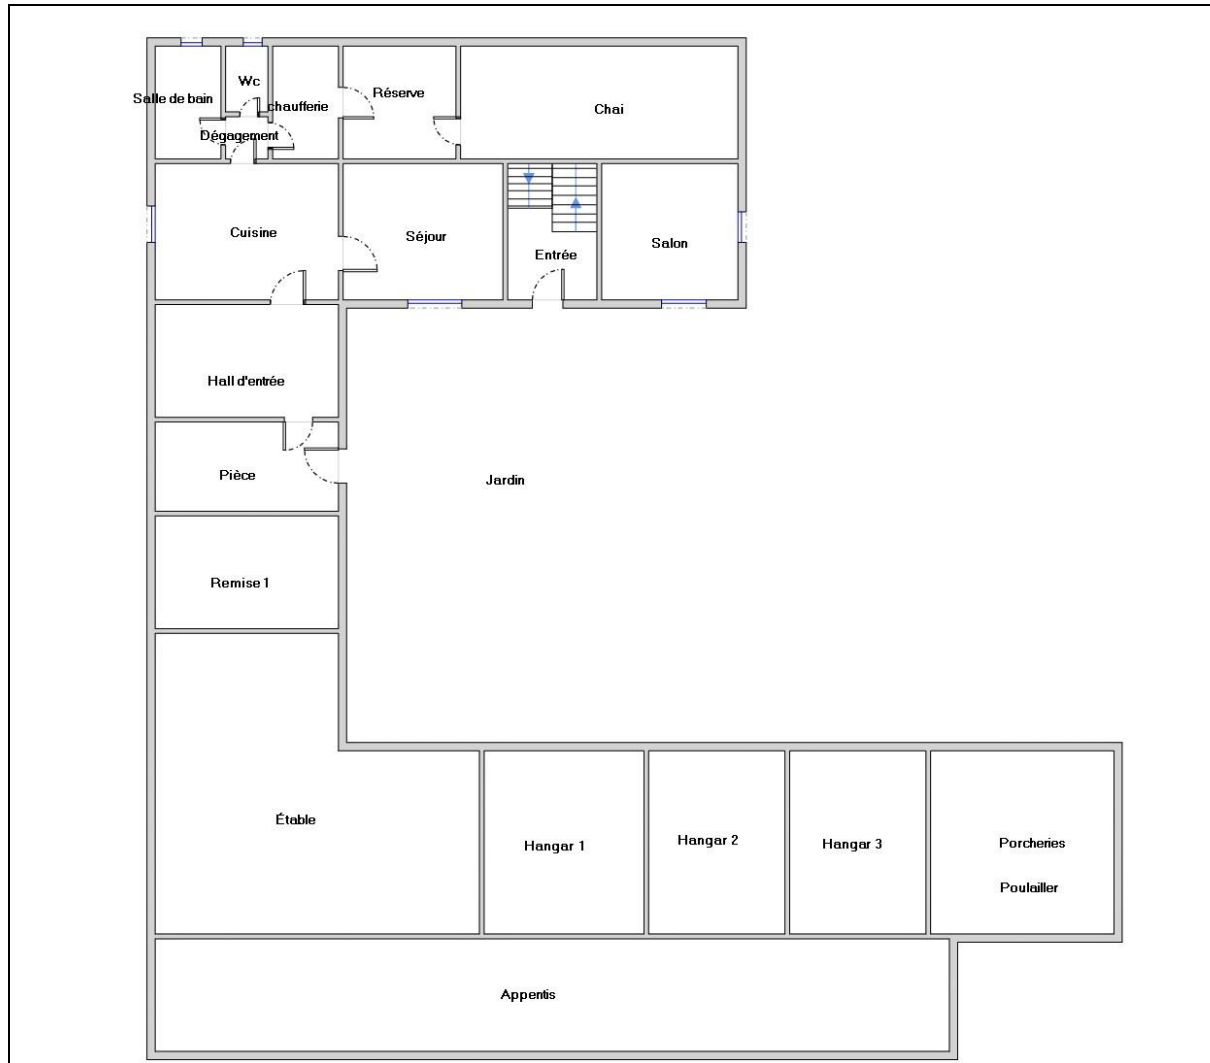 Wc
Salle de bain
chaufferie
Réserve
Chai
Dégagement
Cuisine
Séjour
Entrée
Salon
Hall d'entrée
Pièce
Jardin
Remise 1
Étable
Hangar 1
Hangar 2
Hangar 3
Porcheries
Poulailler
Appentis